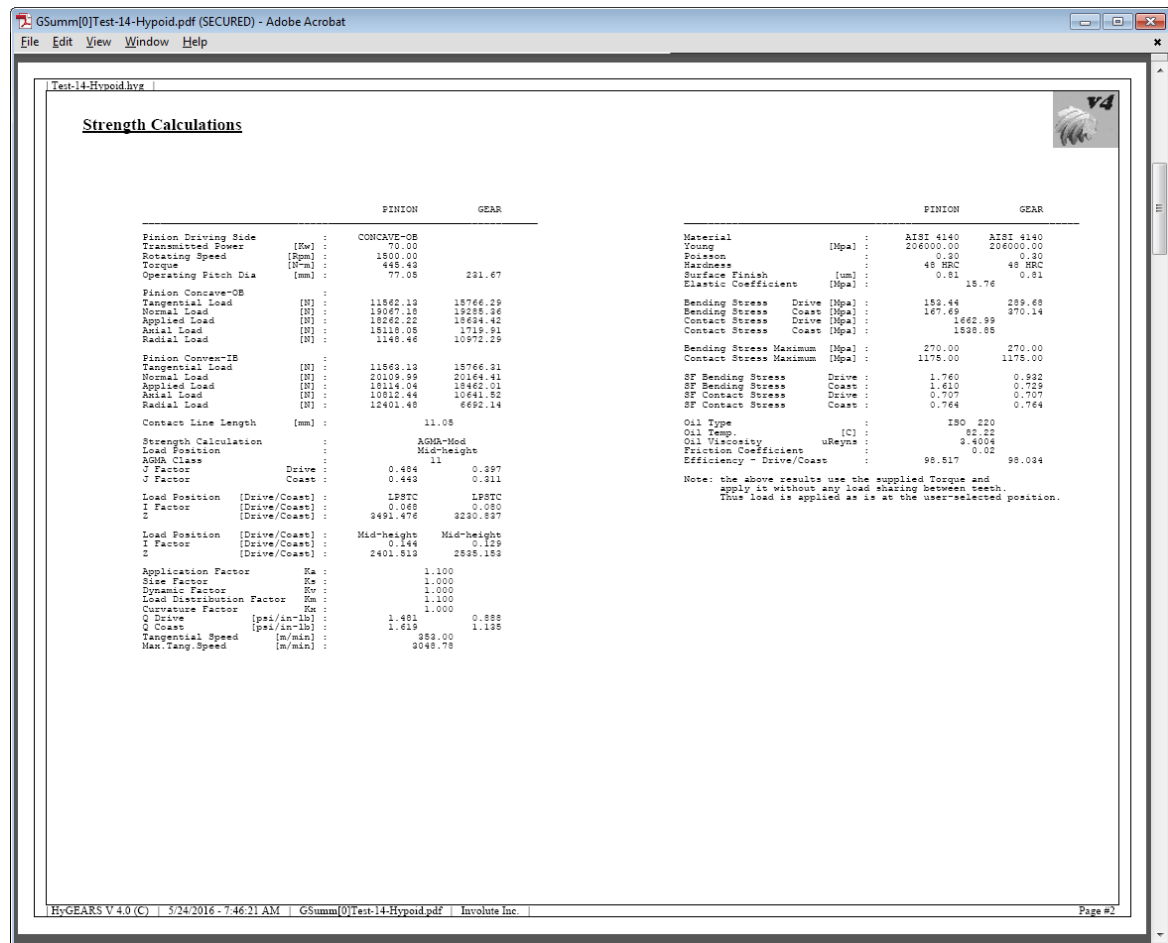 GSumm[0]Test-14-Hypoid.pdf (SECURED) - Adobe Acrobat
File Edit View Window Help
| Test-14-Hypoid.hyg |
V4
Strength Calculations
PINION GEAR
Pinion Driving Side : CONCAVE-OB
Transmitted Power [Kw] : 70.00
Rotating Speed [Rpm] : 1500.00
Torque [N-m] : 445.43
Operating Pitch Dia [mm] : 77.05 231.67
Pinion Concave-OB :
Tangential Load [N] : 11562.13 15766.29
Normal Load [N] : 19067.18 19285.36
Applied Load [N] : 18262.22 18634.42
Axial Load [N] : 15118.05 1719.91
Radial Load [N] : 1148.46 10972.29
Pinion Convex-IB :
Tangential Load [N] : 11563.13 15766.31
Normal Load [N] : 20109.99 20164.41
Applied Load [N] : 18114.04 18462.01
Axial Load [N] : 10812.44 10641.52
Radial Load [N] : 12401.48 6692.14
Contact Line Length [mm] : 11.05
Strength Calculation : AGMA-Mod
Load Position : Mid-height
AGMA Class : 11
J Factor Drive : 0.484 0.397
J Factor Coast : 0.443 0.311
Load Position [Drive/Coast] : LPSTC LPSTC
I Factor [Drive/Coast] : 0.068 0.080
Z [Drive/Coast] : 3491.476 3230.837
Load Position [Drive/Coast] : Mid-height Mid-height
I Factor [Drive/Coast] : 0.144 0.129
Z [Drive/Coast] : 2401.513 2535.153
Application Factor Ka : 1.100
Size Factor Ks : 1.000
Dynamic Factor Kv : 1.000
Load Distribution Factor Km : 1.100
Curvature Factor Kx : 1.000
Q Drive [psi/in-lb] : 1.481 0.888
Q Coast [psi/in-lb] : 1.619 1.135
Tangential Speed [m/min] : 353.00
Max.Tang.Speed [m/min] : 3048.78
PINION GEAR
Material : AISI 4140 AISI 4140
Young [Mpa] : 206000.00 206000.00
Poisson : 0.30 0.30
Hardness : 48 HRC 48 HRC
Surface Finish [um] : 0.81 0.81
Elastic Coefficient [Mpa] : 15.76
Bending Stress Drive [Mpa] : 153.44 289.68
Bending Stress Coast [Mpa] : 167.69 370.14
Contact Stress Drive [Mpa] : 1662.99
Contact Stress Coast [Mpa] : 1538.85
Bending Stress Maximum [Mpa] : 270.00 270.00
Contact Stress Maximum [Mpa] : 1175.00 1175.00
SF Bending Stress Drive : 1.760 0.932
SF Bending Stress Coast : 1.610 0.729
SF Contact Stress Drive : 0.707 0.707
SF Contact Stress Coast : 0.764 0.764
Oil Type : ISO 220
Oil Temp. [C] : 82.22
Oil Viscosity uReyns : 3.4004
Friction Coefficient : 0.02
Efficiency - Drive/Coast : 98.517 98.034
Note: the above results use the supplied Torque and
apply it without any load sharing between teeth.
Thus load is applied as is at the user-selected position.
| HyGEARS V 4.0 (C) | 5/24/2016 - 7:46:21 AM | GSumm[0]Test-14-Hypoid.pdf | Involute Inc. | Page #2